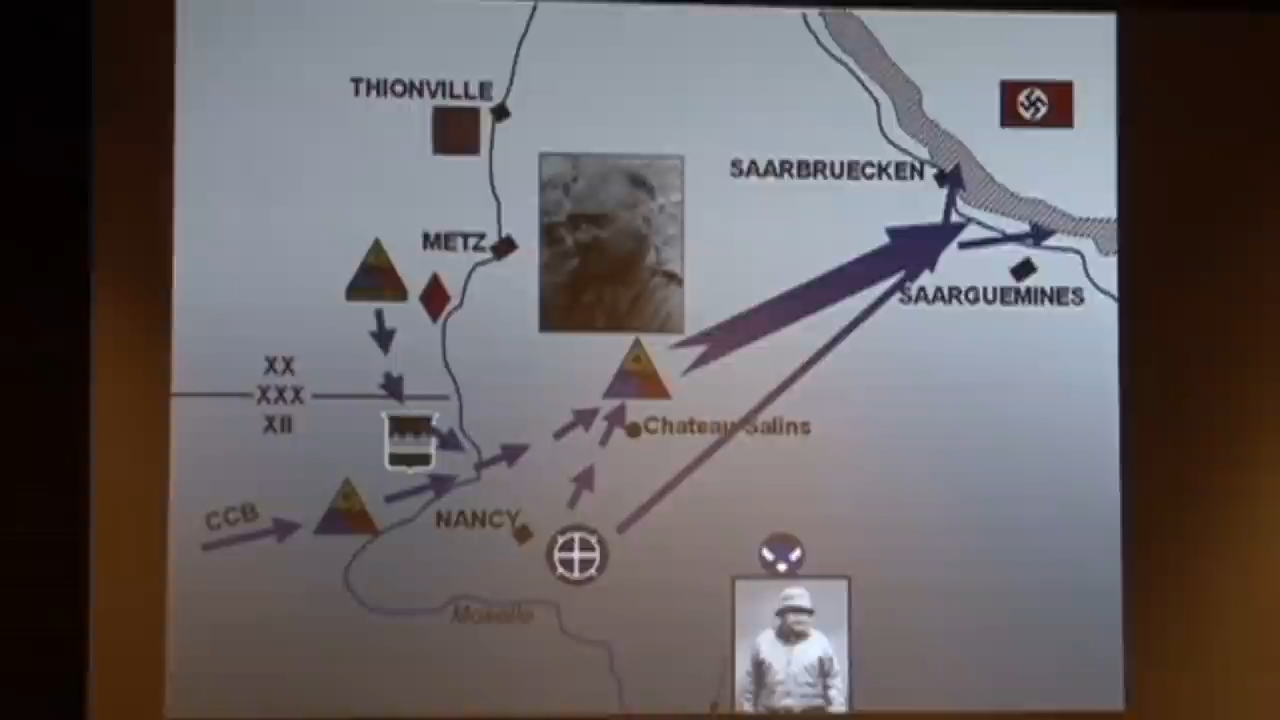 THIONVILLE
SAARBRUECKEN
METZ
SAARGUEMINES
XX
XXX
XII
Chateau Salins
CCB
NANCY
Moselle